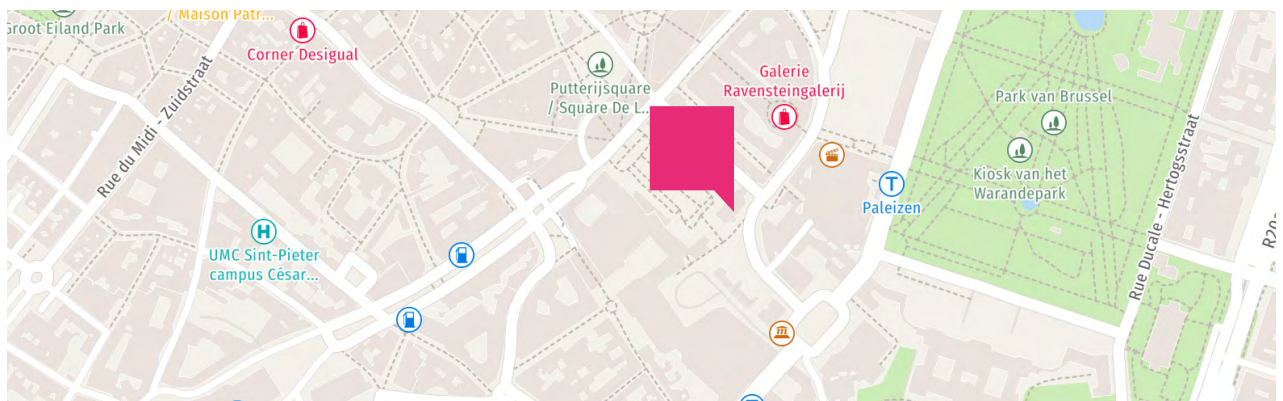 / Maison Patr...
Groot Eiland Park
Corner Desigual
Rue du Midi - Zuidstraat
Putterijsquare
/ Square De L...
Galerie
Ravensteingalerij
Park van Brussel
Kiosk van het
Warandepark
T
Paleizen
Rue Ducale - Hertogsstraat
R20
H
UMC Sint-Pieter
campus César...